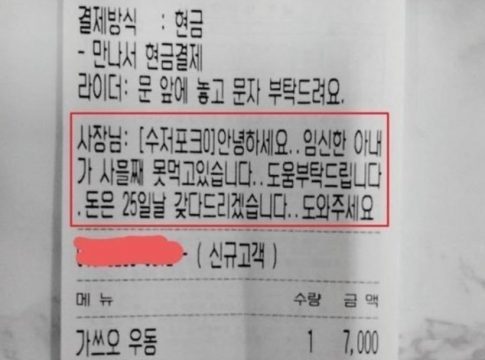 결제방식 : 현금
- 만나서 현금결제
라이더: 문 앞에 놓고 문자 부탁드려요.
사장님: [수저포크0]안녕하세요..임신한 아내
가 사흘째 못먹고있습니다..도움부탁드립니다
.돈은 25일날 갖다드리겠습니다..도와주세요
- ( 신규고객 )
메 뉴 수량 금 액
가쓰오 우동 1 7,000